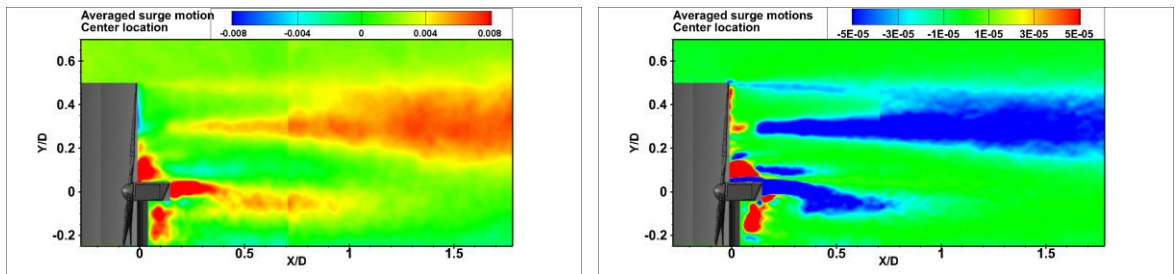 Averaged surge motion
Center location
-0.008 -0.004 0 0.004 0.008
0.6
0.4
0.2
0
-0.2
Y/D
0 0.5 1 1.5
X/D
Averaged surge motions
Center location
-5E-05 -3E-05 -1E-05 1E-05 3E-05 5E-05
0.6
0.4
0.2
0
-0.2
Y/D
0 0.5 1 1.5
X/D